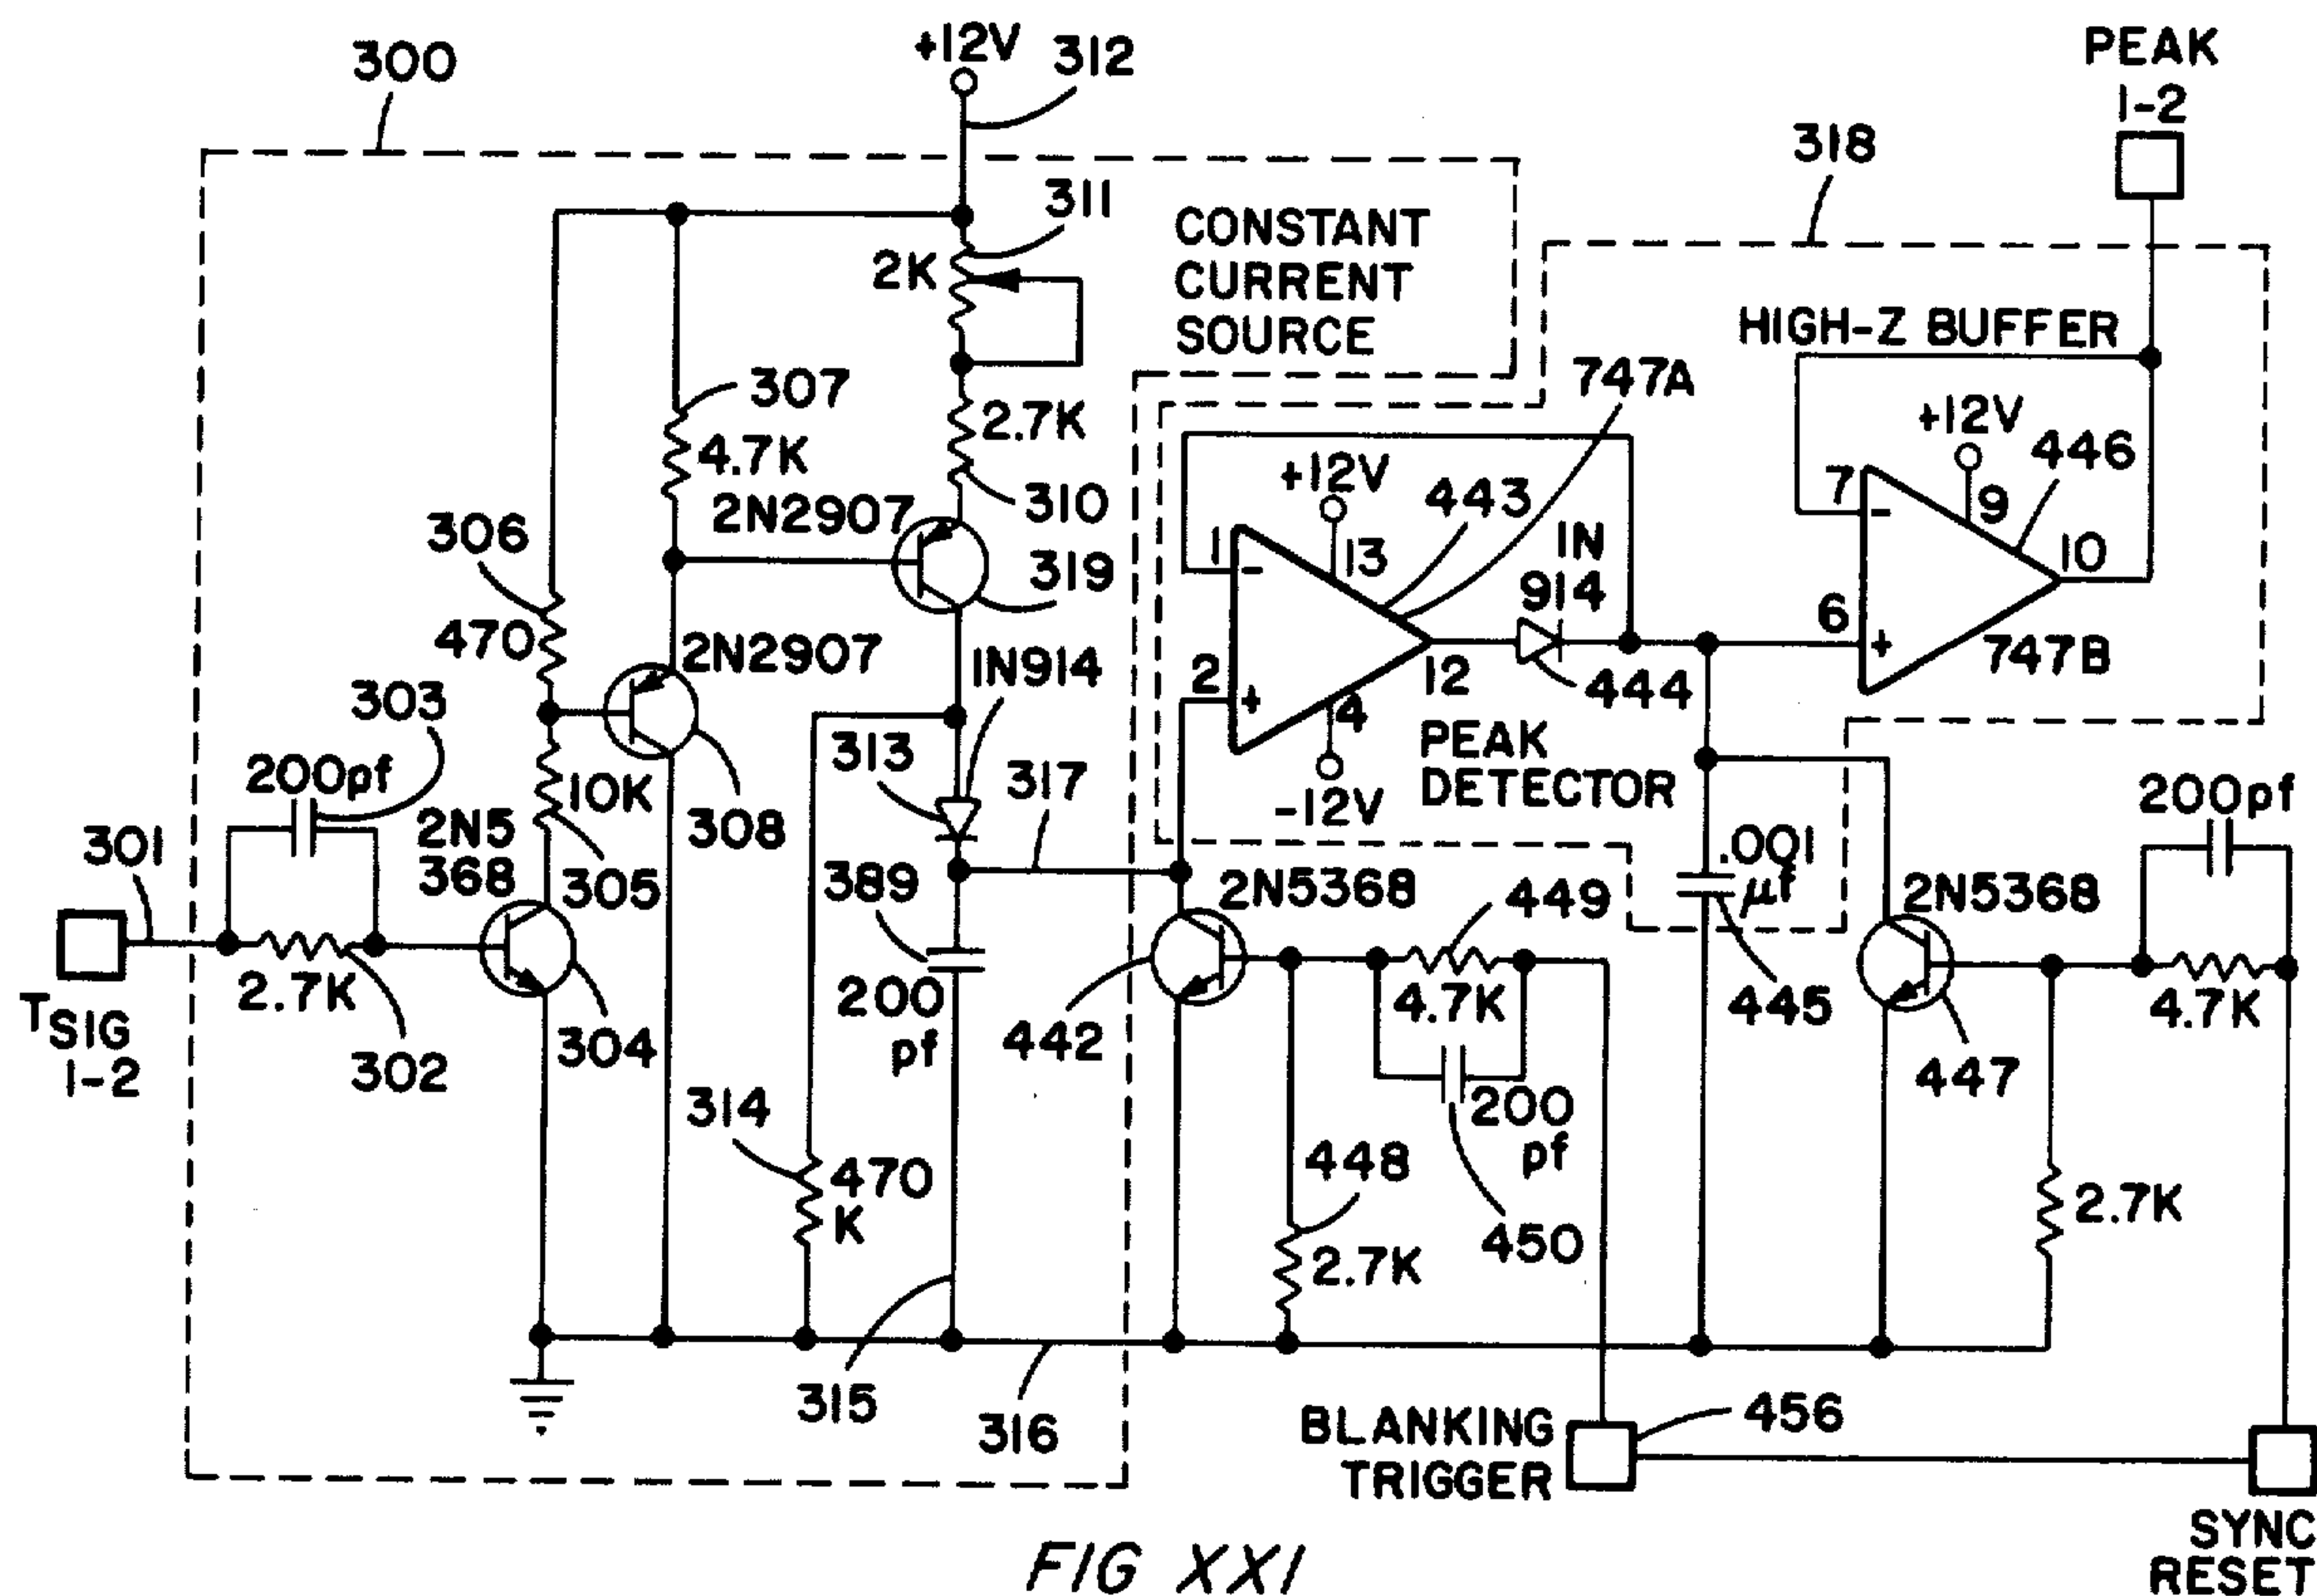 300
+12V
312
PEAK
1-2
318
311
2K
CONSTANT
CURRENT
SOURCE
HIGH-Z BUFFER
747A
307
4.7K
2.7K
310
2N2907
319
306
470
+12V
443
13
1
-
2
+
IN
914
12
444
4
-12V
PEAK
DETECTOR
+12V
446
9
7
-
10
6
+
747B
2N2907
308
1N914
313
317
303
200pf
10K
305
2N5
368
301
TSIG
1-2
2.7K
302
304
389
200
pf
2N5368
449
4.7K
442
200
pf
450
.001
μf
445
2N5368
200pf
4.7K
447
314
470
K
448
2.7K
2.7K
315
316
BLANKING
TRIGGER
456
SYNC
RESET
FIG XXI